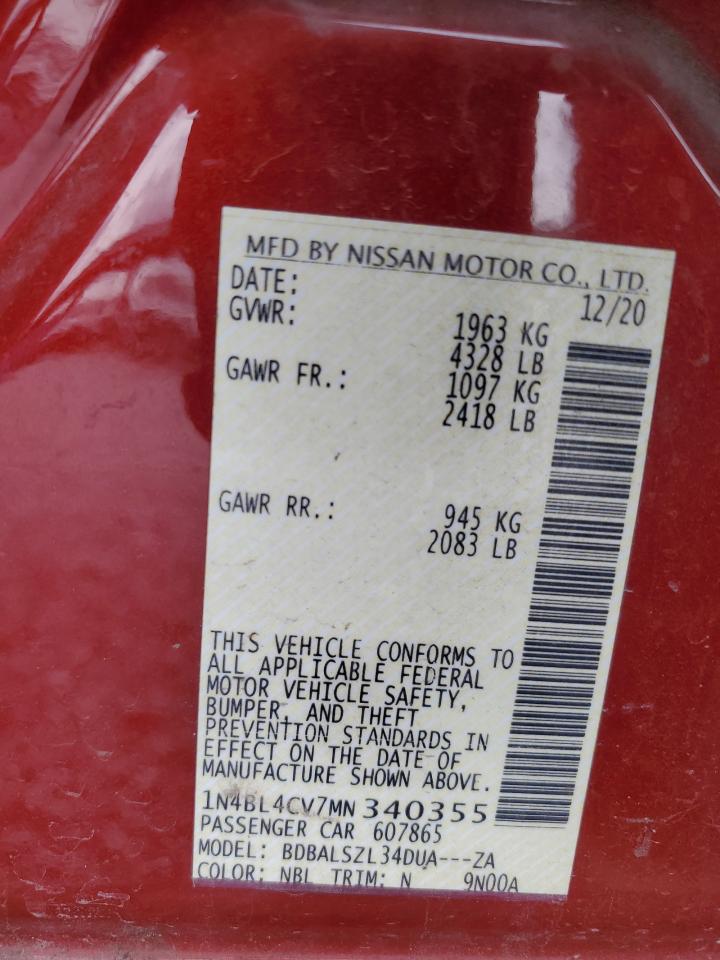 MFD BY NISSAN MOTOR CO., LTD.
DATE: 12/20
GVWR: 1963 KG
4328 LB
GAWR FR.: 1097 KG
2418 LB
GAWR RR.: 945 KG
2083 LB
THIS VEHICLE CONFORMS TO
ALL APPLICABLE FEDERAL
MOTOR VEHICLE SAFETY,
BUMPER, AND THEFT
PREVENTION STANDARDS IN
EFFECT ON THE DATE OF
MANUFACTURE SHOWN ABOVE.
1N4BL4CV7MN340355
PASSENGER CAR 607865
MODEL: BDBALSZL34DUA---ZA
COLOR: NBL TRIM: N 9N00A